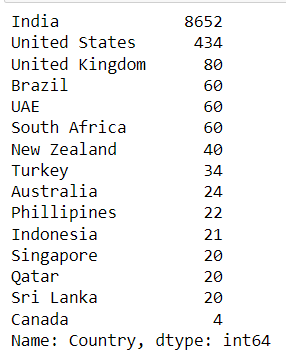 India 8652
United States 434
United Kingdom 80
Brazil 60
UAE 60
South Africa 60
New Zealand 40
Turkey 34
Australia 24
Phillipines 22
Indonesia 21
Singapore 20
Qatar 20
Sri Lanka 20
Canada 4
Name: Country, dtype: int64